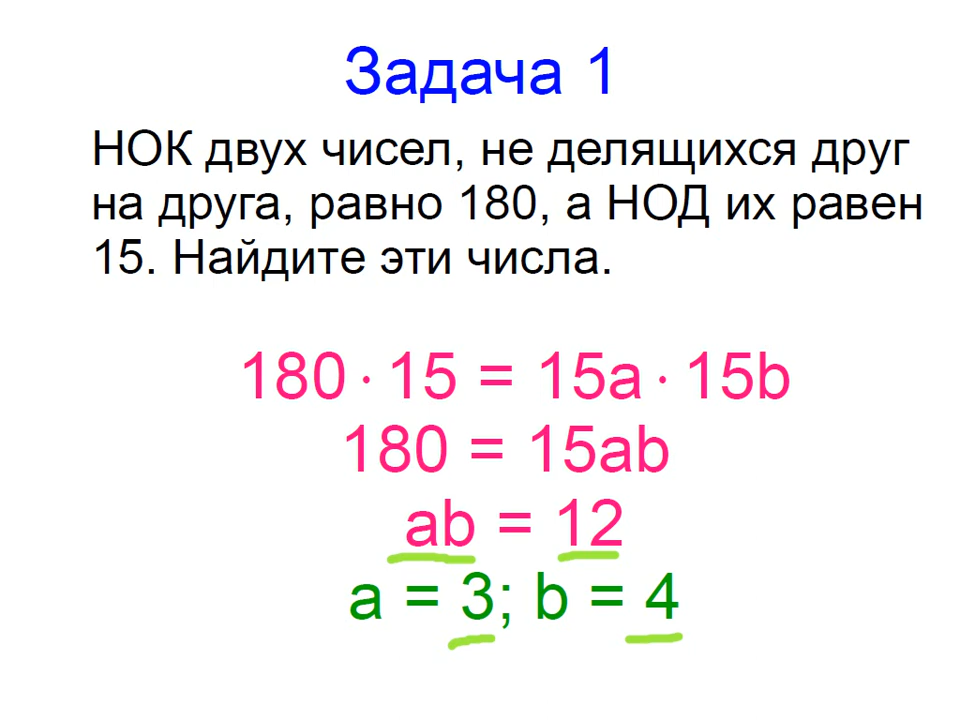 Задача 1
НОК двух чисел, не делящихся друг
на друга, равно 180, а НОД их равен
15. Найдите эти числа.
180 · 15 = 15a · 15b
180 = 15ab
ab = 12
a = 3; b = 4